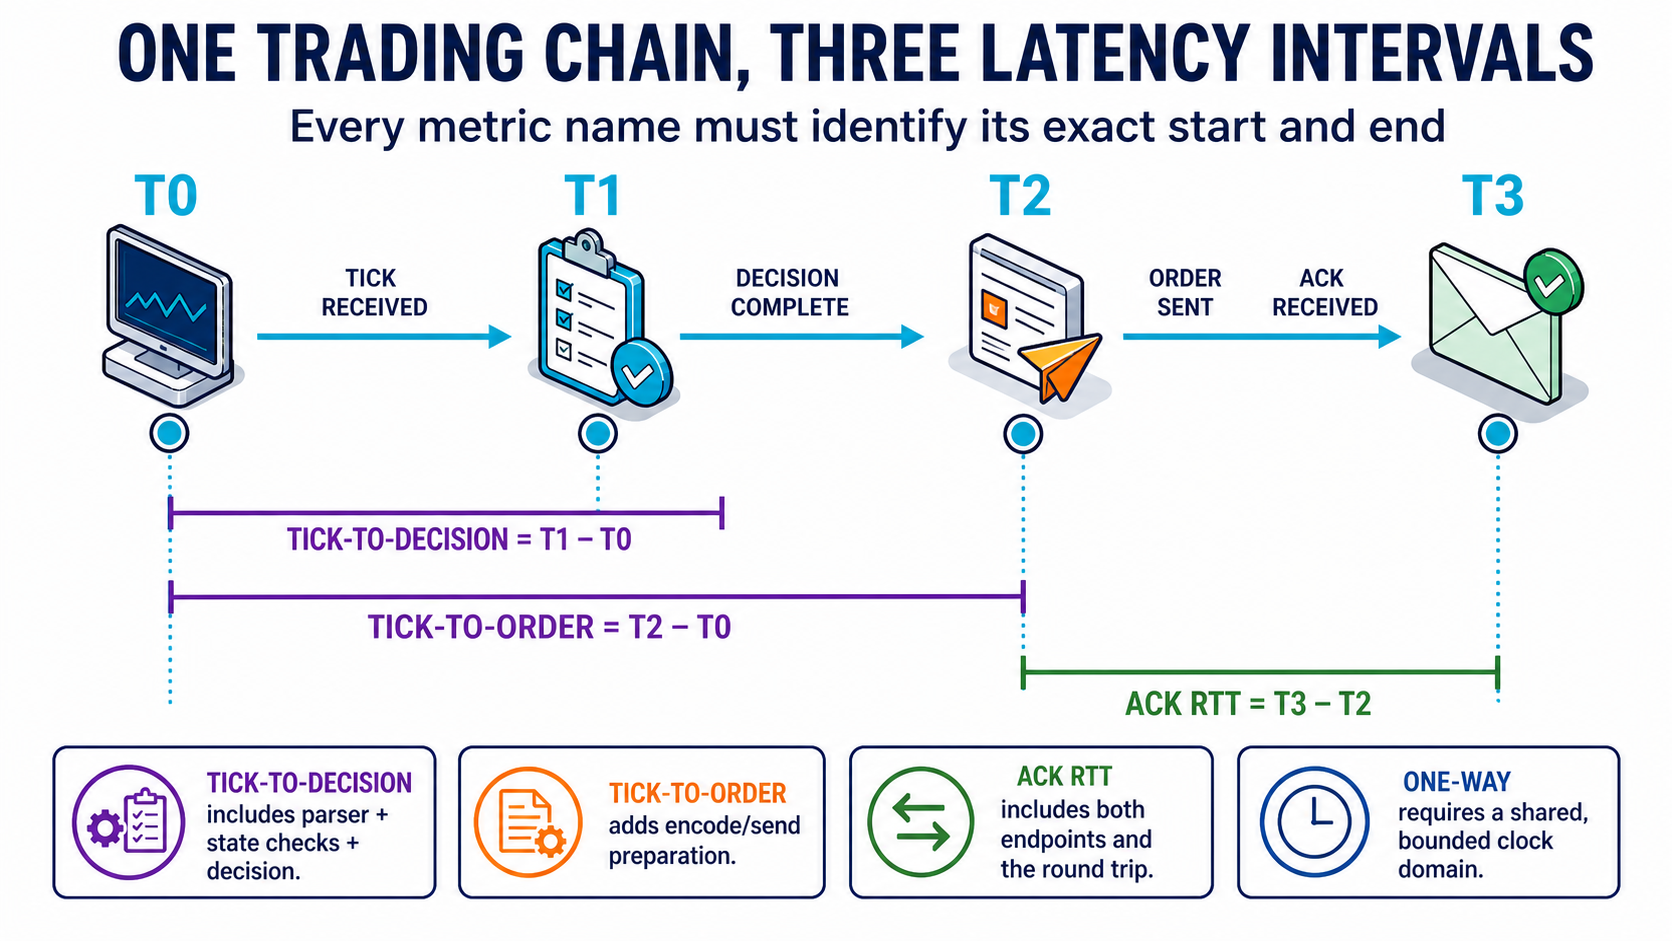 ONE TRADING CHAIN, THREE LATENCY INTERVALS
Every metric name must identify its exact start and end
T0
T1
T2
T3
TICK
RECEIVED
DECISION
COMPLETE
ORDER
SENT
ACK
RECEIVED
TICK-TO-DECISION = T1 – T0
TICK-TO-ORDER = T2 – T0
ACK RTT = T3 – T2
TICK-TO-DECISION
includes parser +
state checks +
decision.
TICK-TO-ORDER
adds encode/send
preparation.
ACK RTT
includes both
endpoints and
the round trip.
ONE-WAY
requires a shared,
bounded clock
domain.